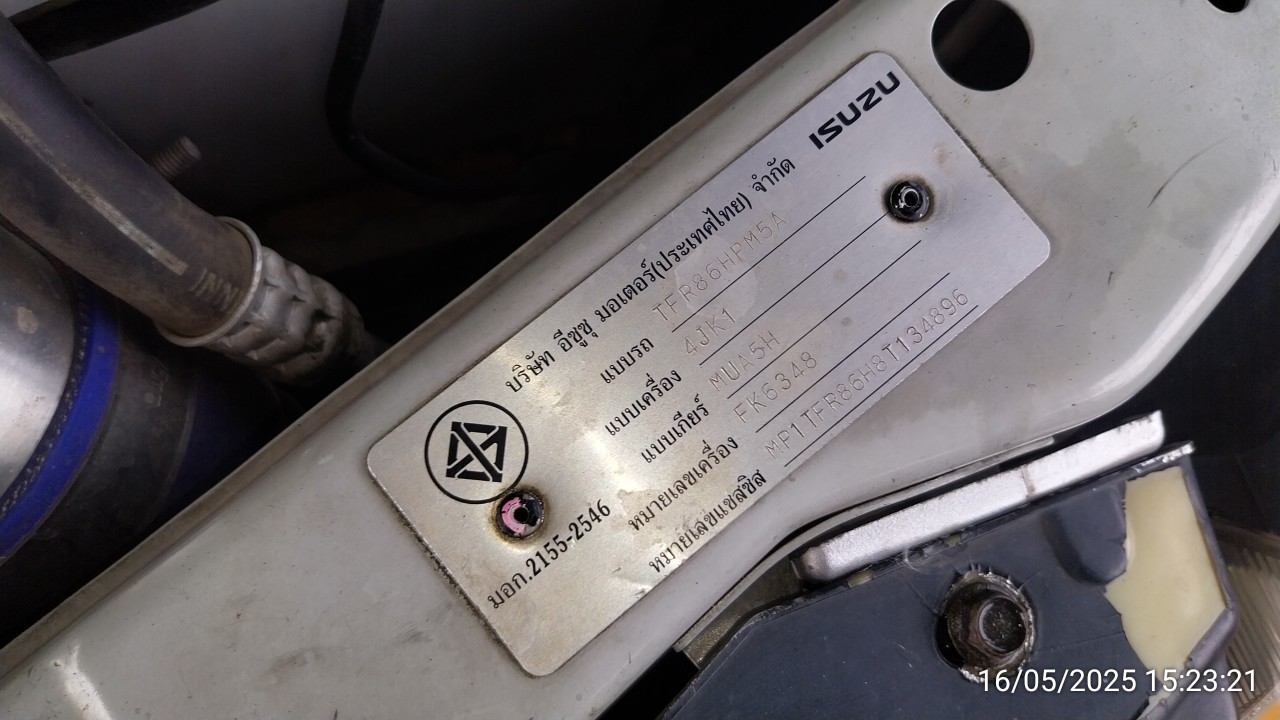 ISUZU
บริษัท อีซูซุ มอเตอร์(ประเทศไทย) จำกัด
แบบรถ TFR86HPM5A
แบบเครื่อง 4JK1
แบบเกียร์ MUA5H
หมายเลขเครื่อง FK6348
หมายเลขแชสซิส MP1TFR86H8T134896
มอก.2155-2546
16/05/2025 15:23:21